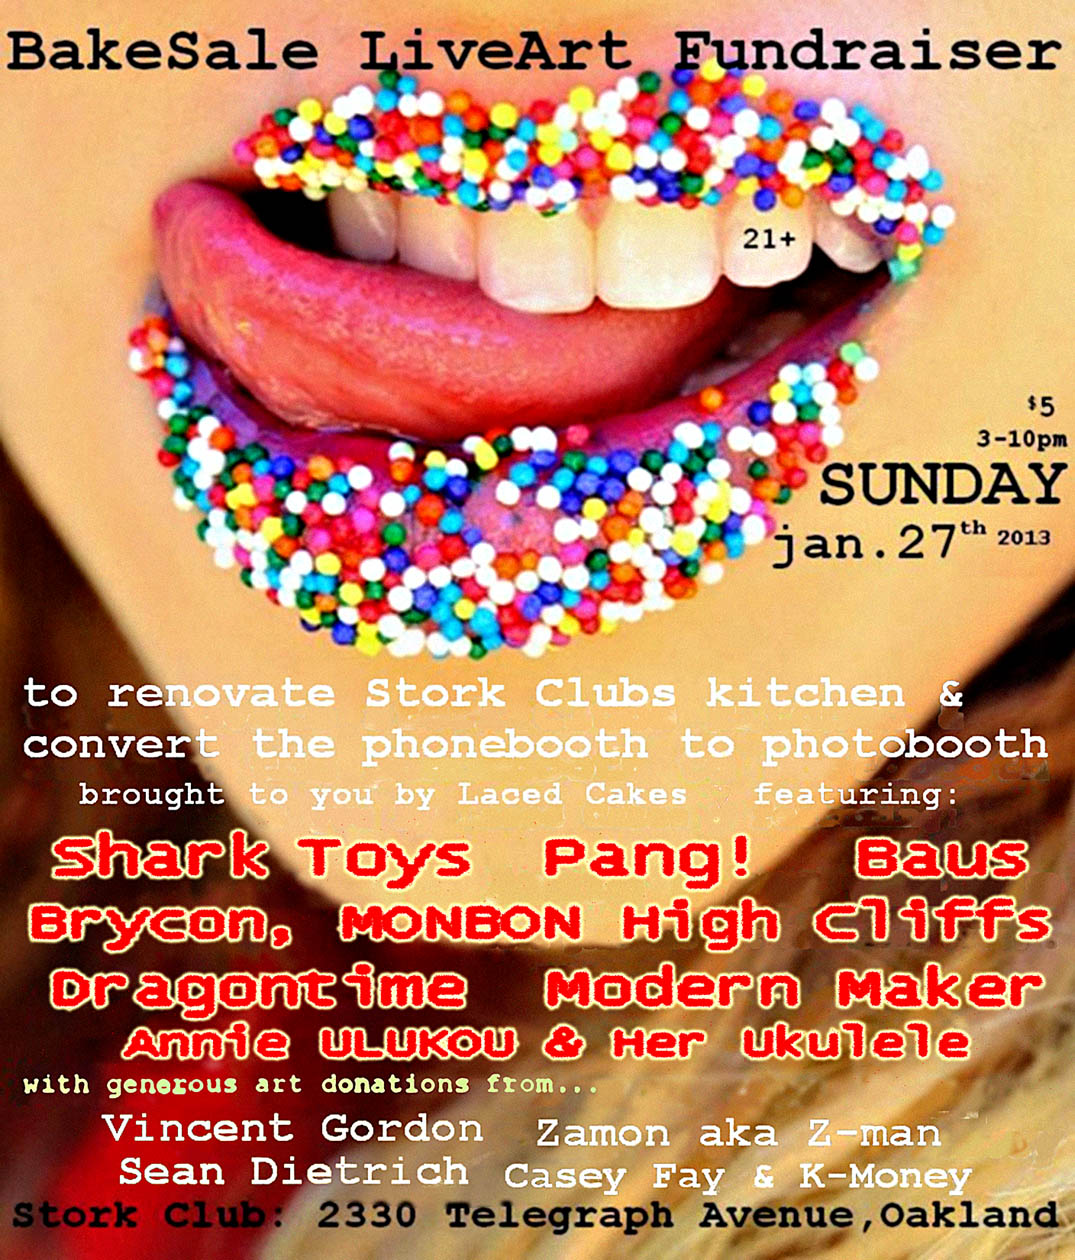 BakeSale LiveArt Fundraiser
21+
$5
3-10pm
SUNDAY
jan.27th 2013
to renovate Stork Clubs kitchen &
convert the phonebooth to photobooth
brought to you by Laced Cakes featuring:
Shark Toys Pang! Baus
Brycon, MONBON High Cliffs
Dragontime Modern Maker
Annie ULUKOU & Her Ukulele
with generous art donations from...
Vincent Gordon Zamon aka Z-man
Sean Dietrich Casey Fay & K-Money
Stork Club: 2330 Telegraph Avenue,Oakland